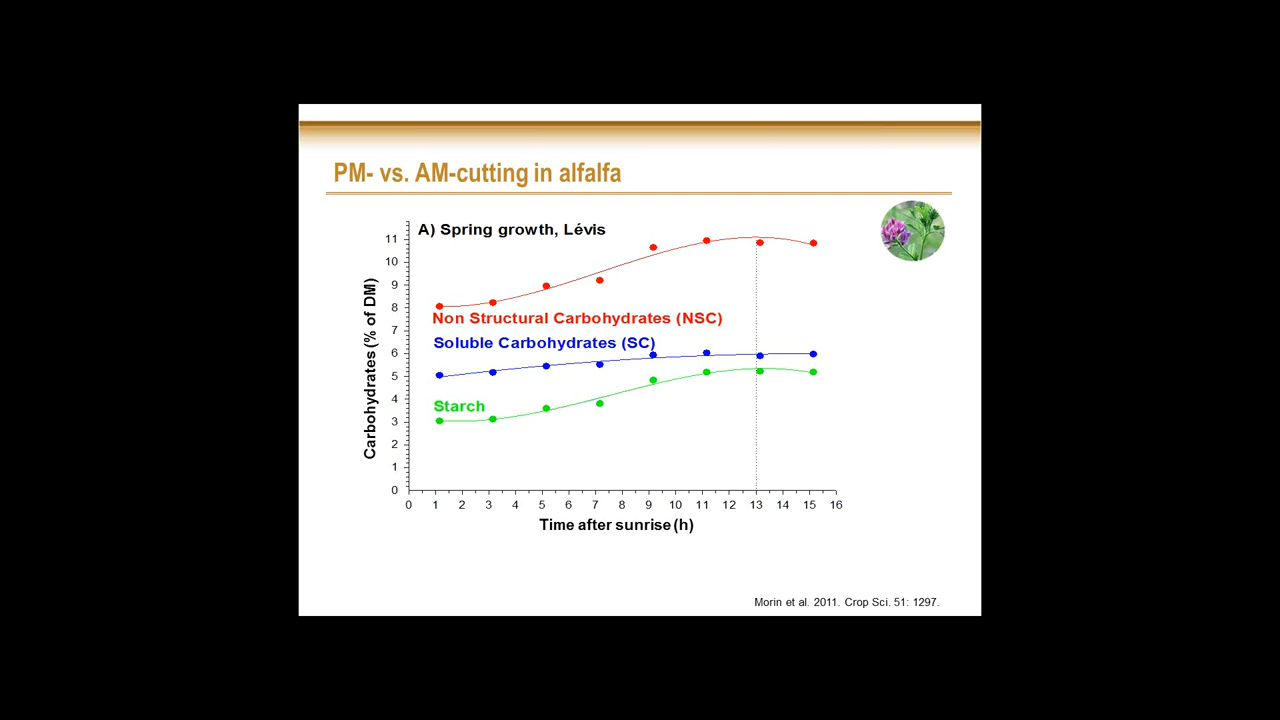 PM- vs. AM-cutting in alfalfa
A) Spring growth, Lévis
11
10
9
8
7
6
5
4
3
2
1
0
Carbohydrates (% of DM)
Non Structural Carbohydrates (NSC)
Soluble Carbohydrates (SC)
Starch
0 1 2 3 4 5 6 7 8 9 10 11 12 13 14 15 16
Time after sunrise (h)
Morin et al. 2011. Crop Sci. 51: 1297.